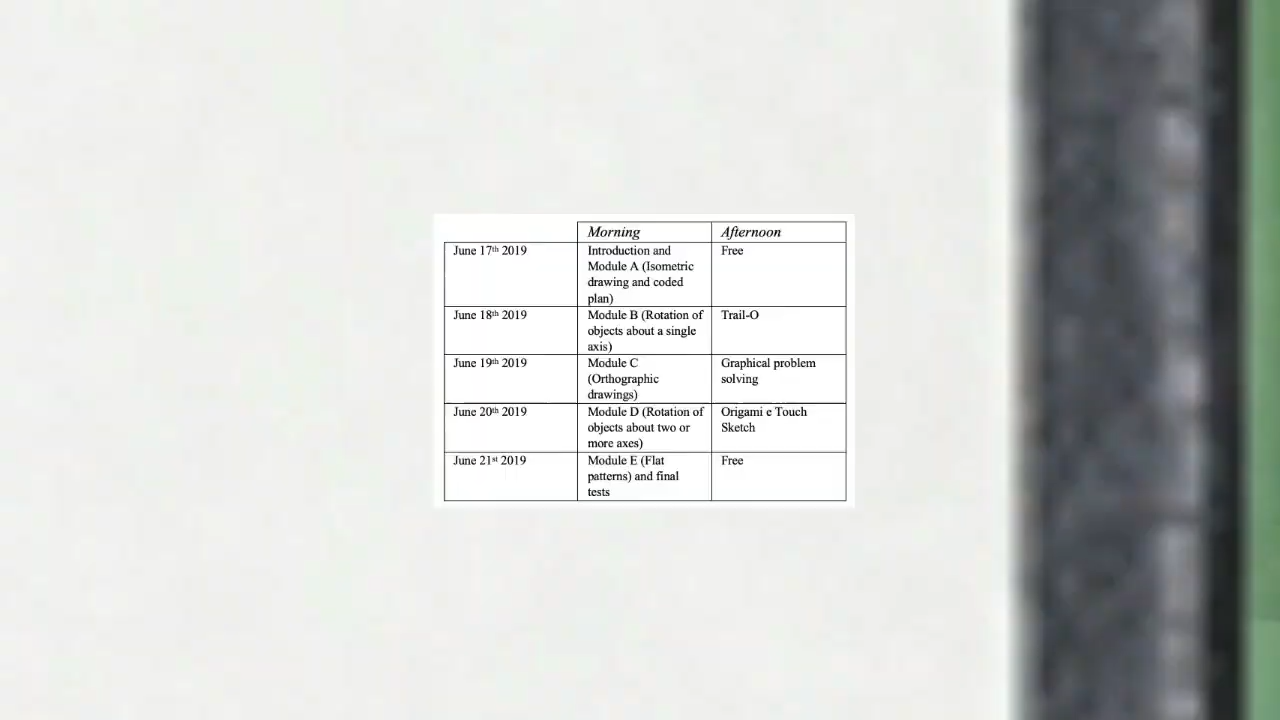 Morning Afternoon
June 17th 2019 Introduction and Free
Module A (Isometric
drawing and coded
plan)
June 18th 2019 Module B (Rotation of Trail-O
objects about a single
axis)
June 19th 2019 Module C Graphical problem
(Orthographic solving
drawings)
June 20th 2019 Module D (Rotation of Origami e Touch
objects about two or Sketch
more axes)
June 21st 2019 Module E (Flat Free
patterns) and final
tests